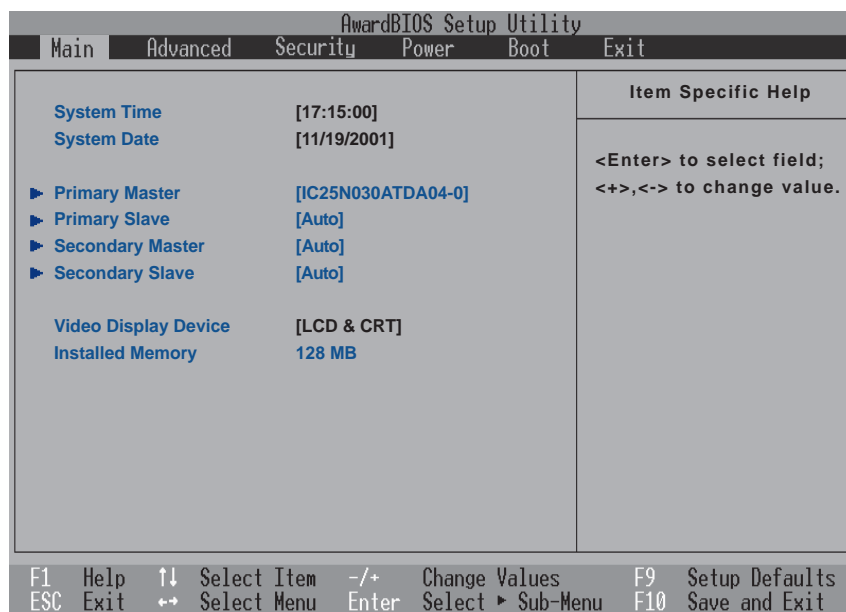 AwardBIOS Setup Utility
Main Advanced Security Power Boot Exit
System Time [17:15:00]
System Date [11/19/2001]
▶ Primary Master [IC25N030ATDA04-0]
▶ Primary Slave [Auto]
▶ Secondary Master [Auto]
▶ Secondary Slave [Auto]
Video Display Device [LCD & CRT]
Installed Memory 128 MB
Item Specific Help
<Enter> to select field;
<+>,<-> to change value.
F1 Help ↑↓ Select Item -/+ Change Values F9 Setup Defaults
ESC Exit ←→ Select Menu Enter Select ▶ Sub-Menu F10 Save and Exit